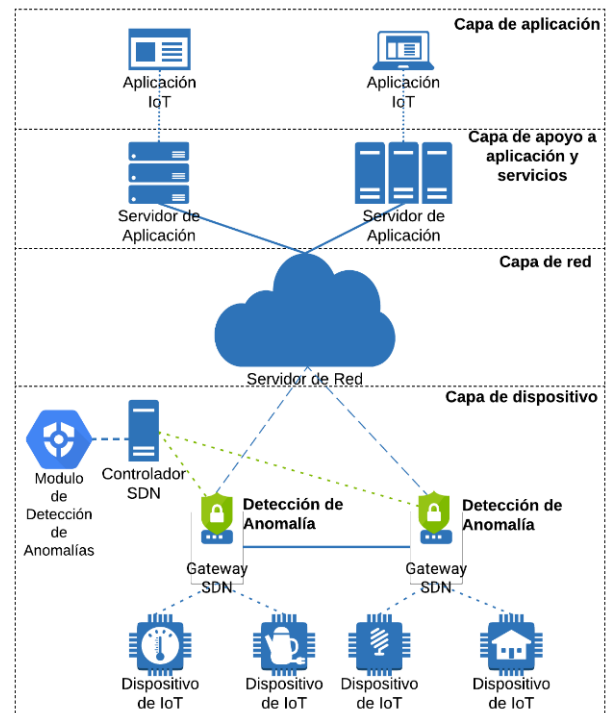 Capa de aplicación
Aplicación
IoT
Aplicación
IoT
Capa de apoyo a
aplicación y
servicios
Servidor de
Aplicación
Servidor de
Aplicación
Capa de red
Servidor de Red
Capa de dispositivo
Modulo
de
Detección
de
Anomalías
Controlador
SDN
Detección de
Anomalía
Detección de
Anomalía
Gateway
SDN
Gateway
SDN
Dispositivo
de IoT
Dispositivo
de IoT
Dispositivo
de IoT
Dispositivo
de IoT